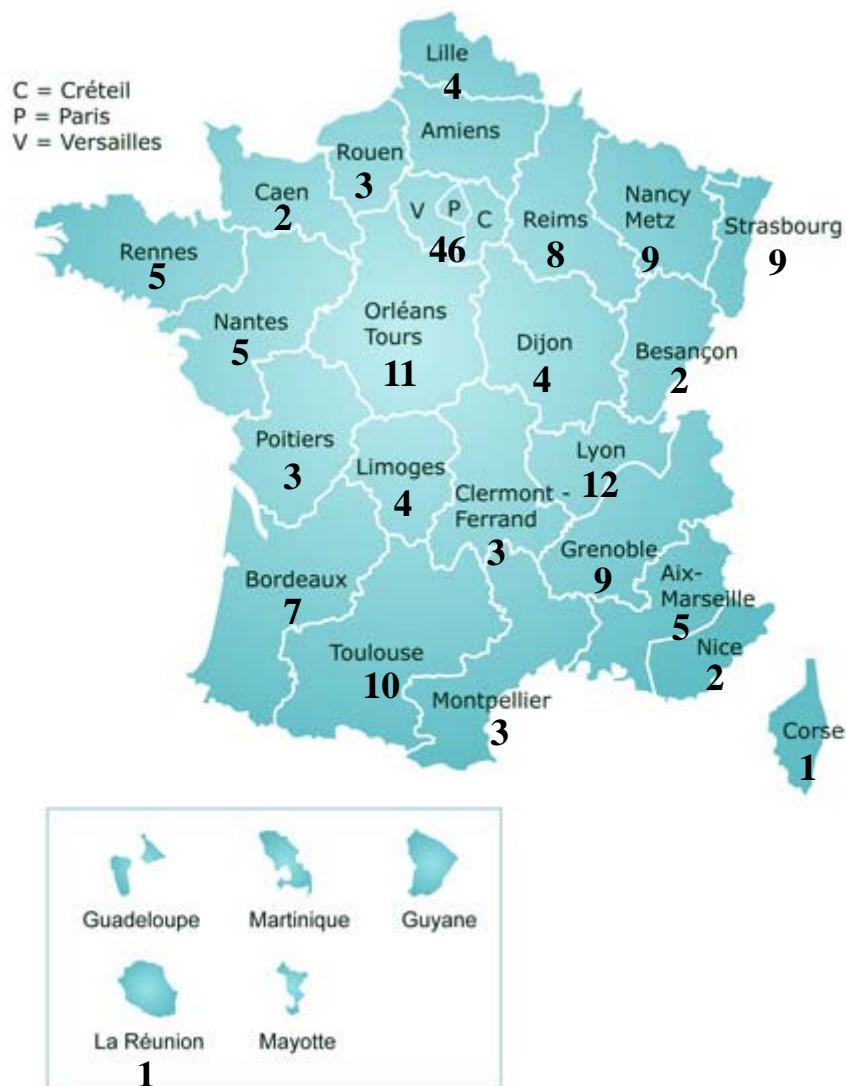 Lille
4
C = Créteil
P = Paris
V = Versailles
Amiens
Rouen
3
Caen
2
V P C
46
Reims
8
Nancy
Metz
9
Strasbourg
9
Rennes
5
Nantes
5
Orléans
Tours
11
Dijon
4
Besançon
2
Poitiers
3
Limoges
4
Clermont -
Ferrand
3
Lyon
12
Grenoble
9
Aix-
Marseille
5
Nice
2
Bordeaux
7
Toulouse
10
Montpellier
3
Corse
1
Guadeloupe Martinique Guyane
La Réunion Mayotte
1